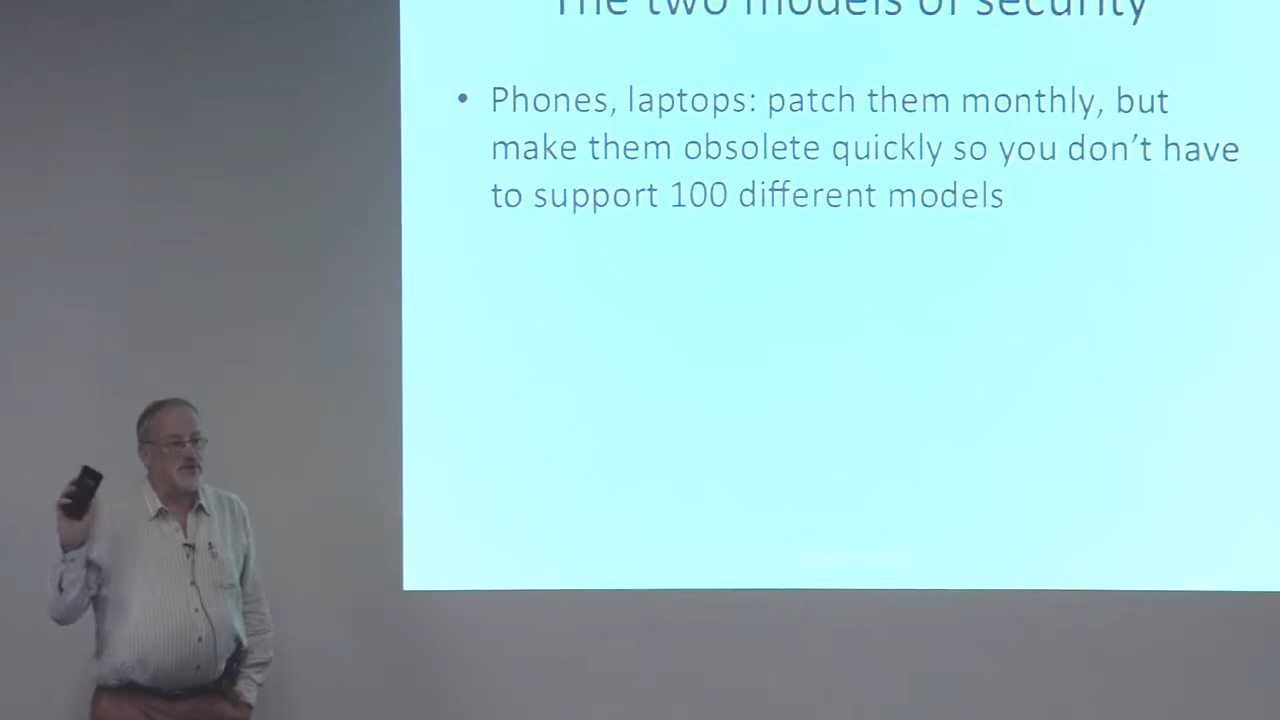 The two models of security
• Phones, laptops: patch them monthly, but
make them obsolete quickly so you don’t have
to support 100 different models